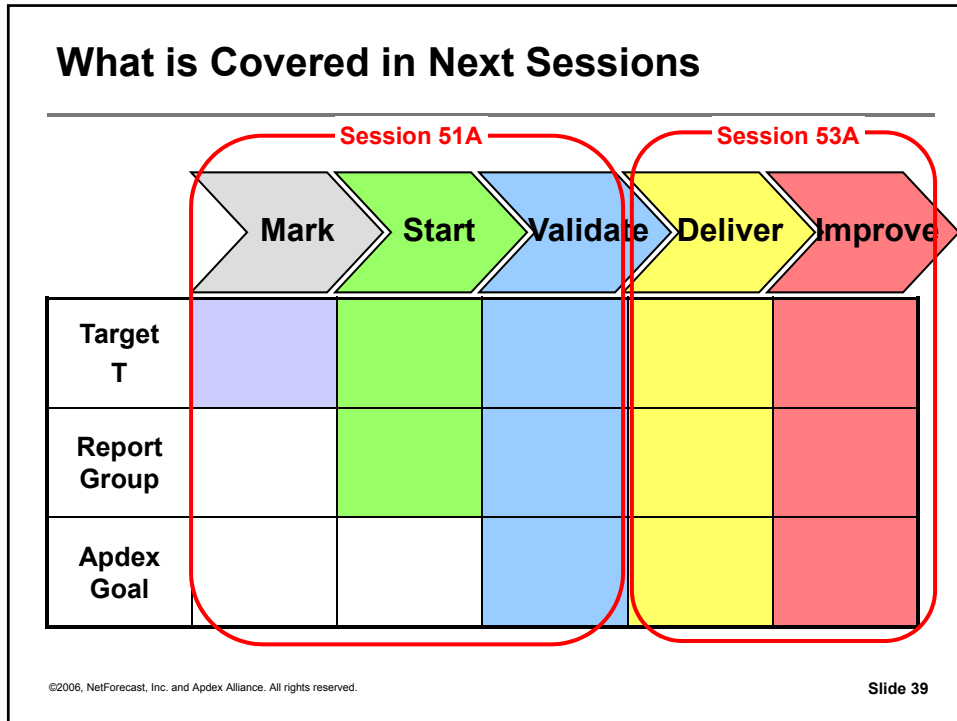 What is Covered in Next Sessions
Session 51A
Session 53A
Mark
Start
Validate
Deliver
Improve
Target
T
Report
Group
Apdex
Goal
©2006, NetForecast, Inc. and Apdex Alliance. All rights reserved.
Slide 39